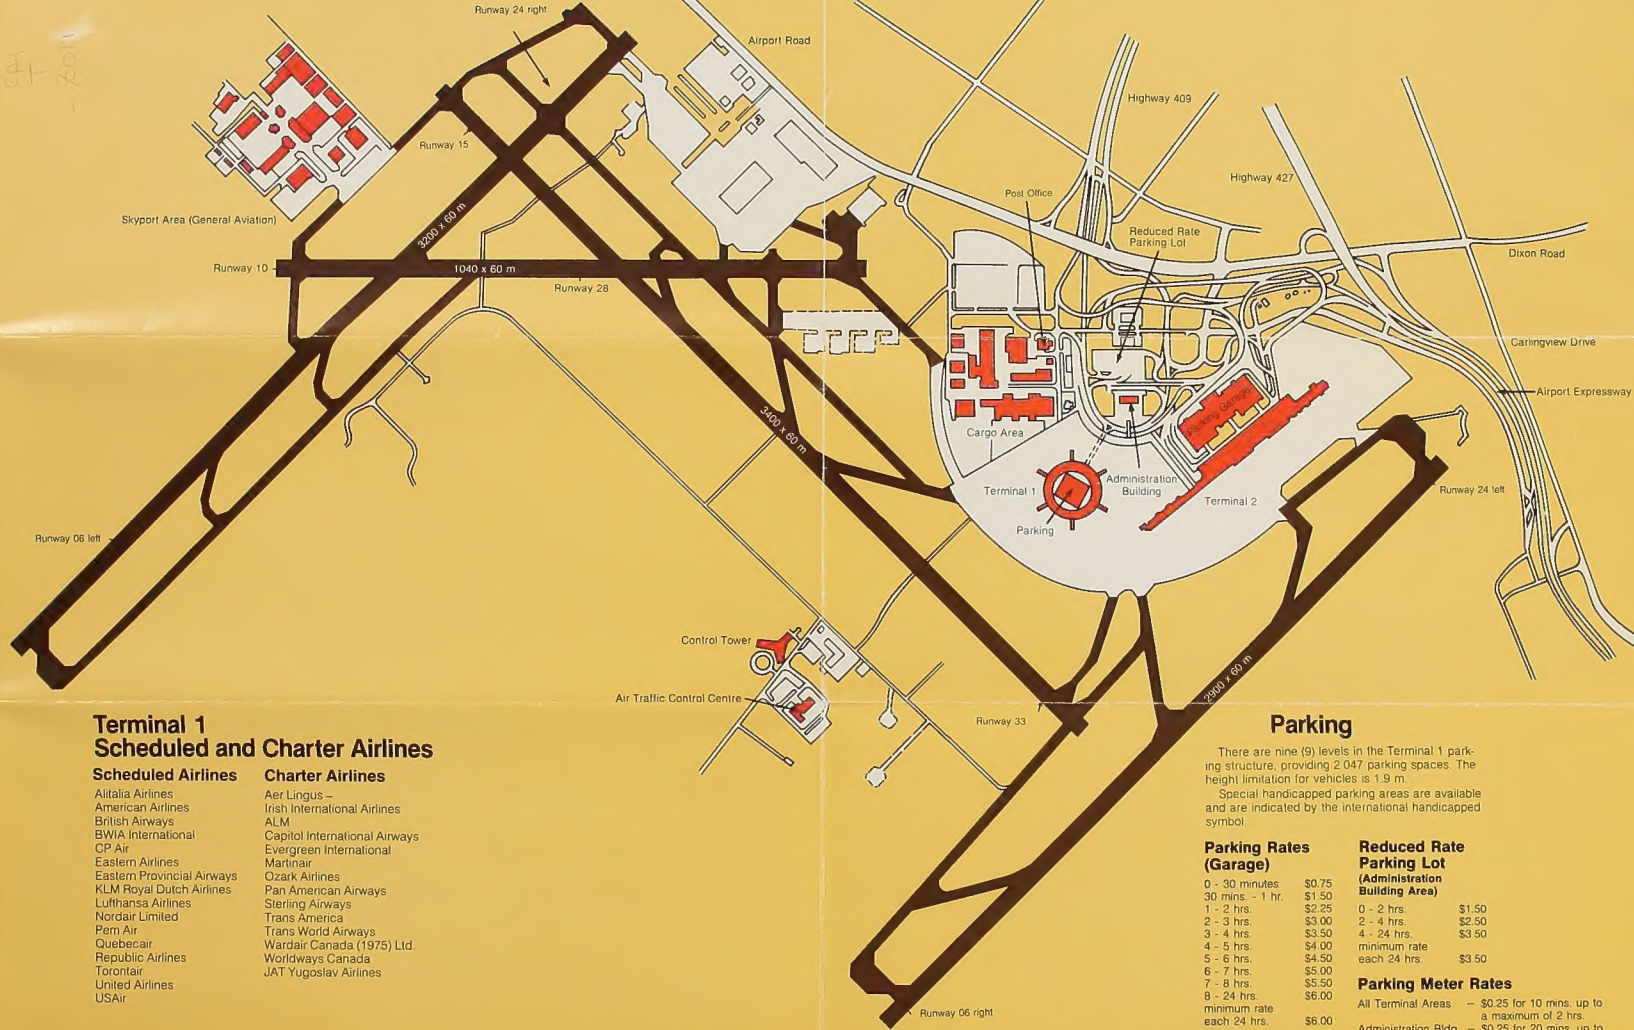 Runway 24 right
Airport Road
Highway 409
Runway 15
Highway 427
Post Office
Skyport Area (General Aviation)
3200 x 60 m
Reduced Rate
Parking Lot
Dixon Road
Runway 10
1040 x 60 m
Runway 28
Carlingview Drive
Airport Expressway
Parking Garage
3400 x 60 m
Cargo Area
Terminal 1
Administration
Building
Terminal 2
Runway 24 left
Parking
Runway 06 left
Control Tower
2900 x 60 m
Air Traffic Control Centre
Runway 33
Runway 06 right
Terminal 1
Scheduled and Charter Airlines
Scheduled Airlines
Alitalia Airlines
American Airlines
British Airways
BWIA International
CP Air
Eastern Airlines
Eastern Provincial Airways
KLM Royal Dutch Airlines
Lufthansa Airlines
Nordair Limited
Pem Air
Quebecair
Republic Airlines
Torontair
United Airlines
USAir
Charter Airlines
Aer Lingus –
Irish International Airlines
ALM
Capitol International Airways
Evergreen International
Martinair
Ozark Airlines
Pan American Airways
Sterling Airways
Trans America
Trans World Airways
Wardair Canada (1975) Ltd.
Worldways Canada
JAT Yugoslav Airlines
Parking
There are nine (9) levels in the Terminal 1 park-
ing structure, providing 2 047 parking spaces. The
height limitation for vehicles is 1.9 m.
Special handicapped parking areas are available
and are indicated by the international handicapped
symbol
Parking Rates
(Garage)
0 - 30 minutes $0.75
30 mins. - 1 hr. $1.50
1 - 2 hrs. $2.25
2 - 3 hrs. $3.00
3 - 4 hrs. $3.50
4 - 5 hrs. $4.00
5 - 6 hrs. $4.50
6 - 7 hrs. $5.00
7 - 8 hrs. $5.50
8 - 24 hrs. $6.00
minimum rate
each 24 hrs. $6.00
Reduced Rate
Parking Lot
(Administration
Building Area)
0 - 2 hrs. $1.50
2 - 4 hrs. $2.50
4 - 24 hrs. $3.50
minimum rate
each 24 hrs. $3.50
Parking Meter Rates
All Terminal Areas – $0.25 for 10 mins. up to
a maximum of 2 hrs.
Administration Bldg. – $0.25 for 20 mins. up to